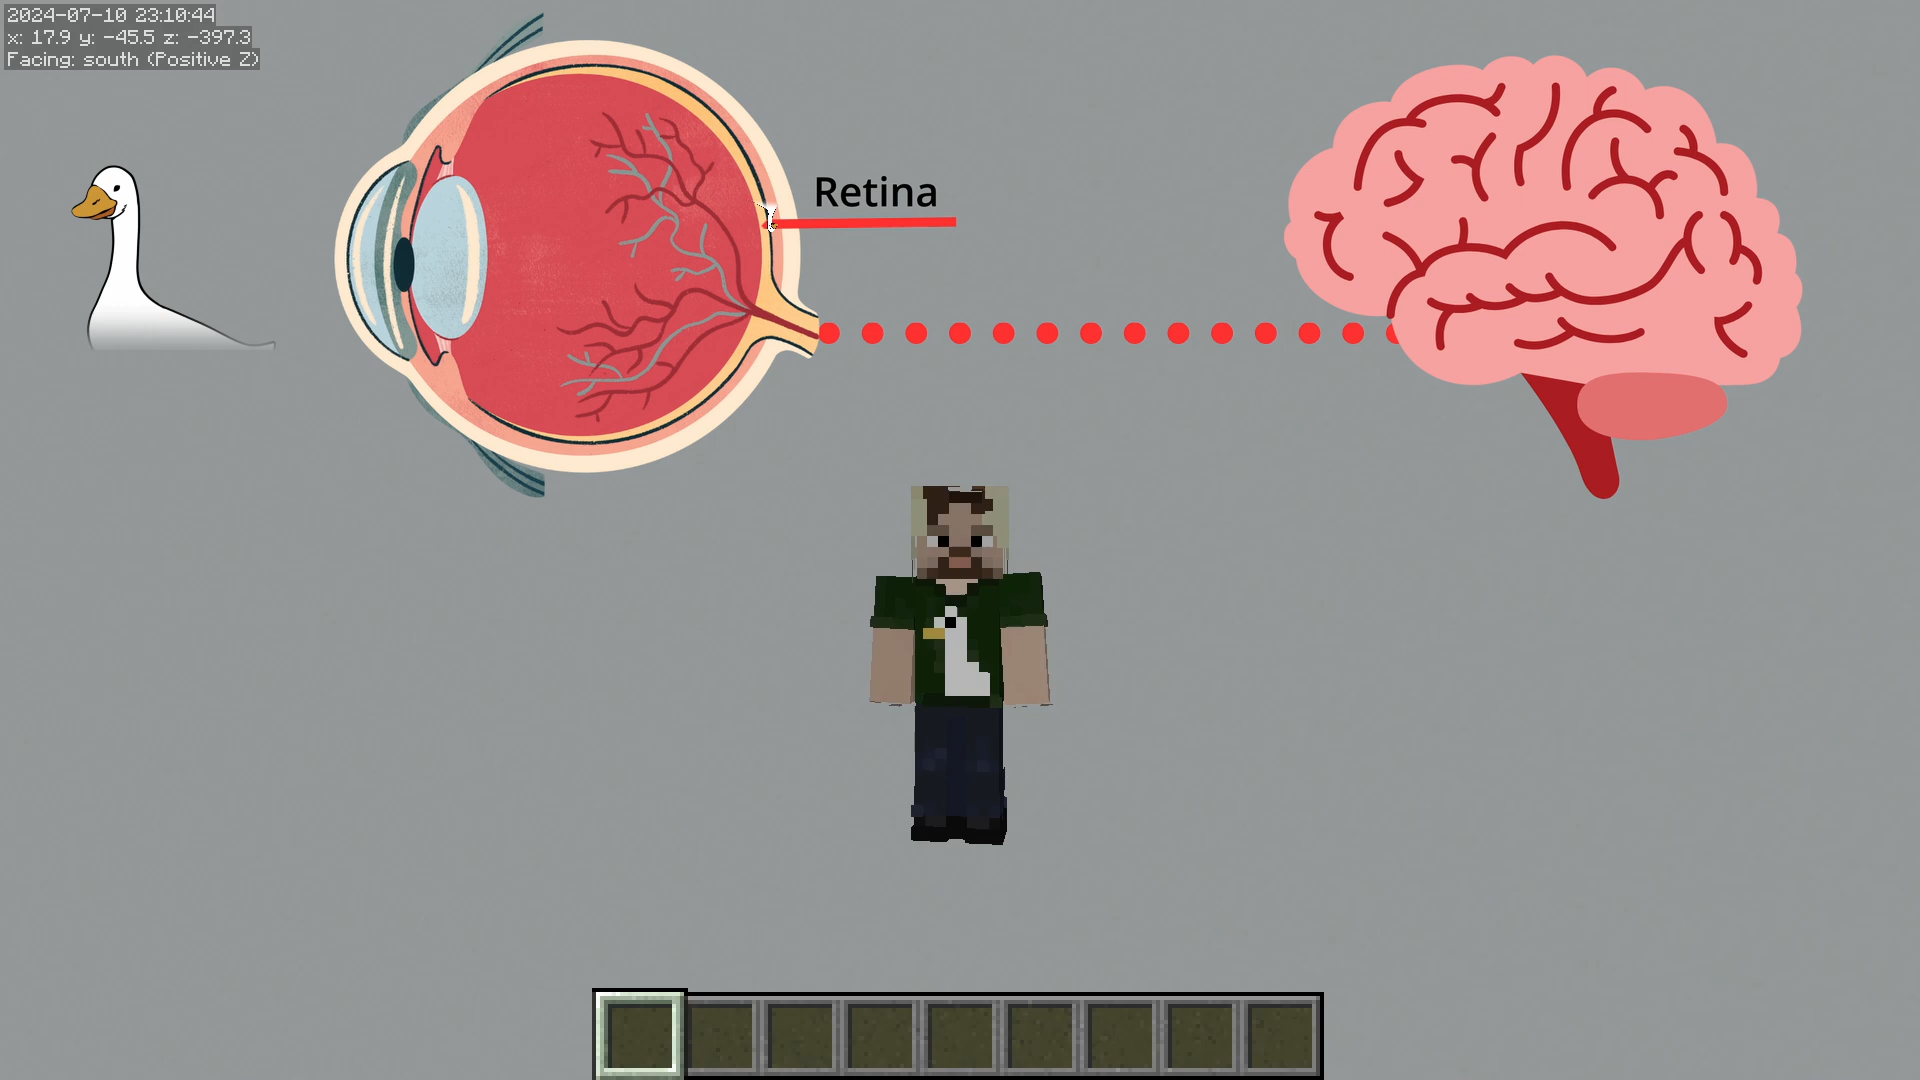 2024-07-10 23:10:44
x: 17.9 y: -45.5 z: -397.3
Facing: south (Positive Z)
Retina